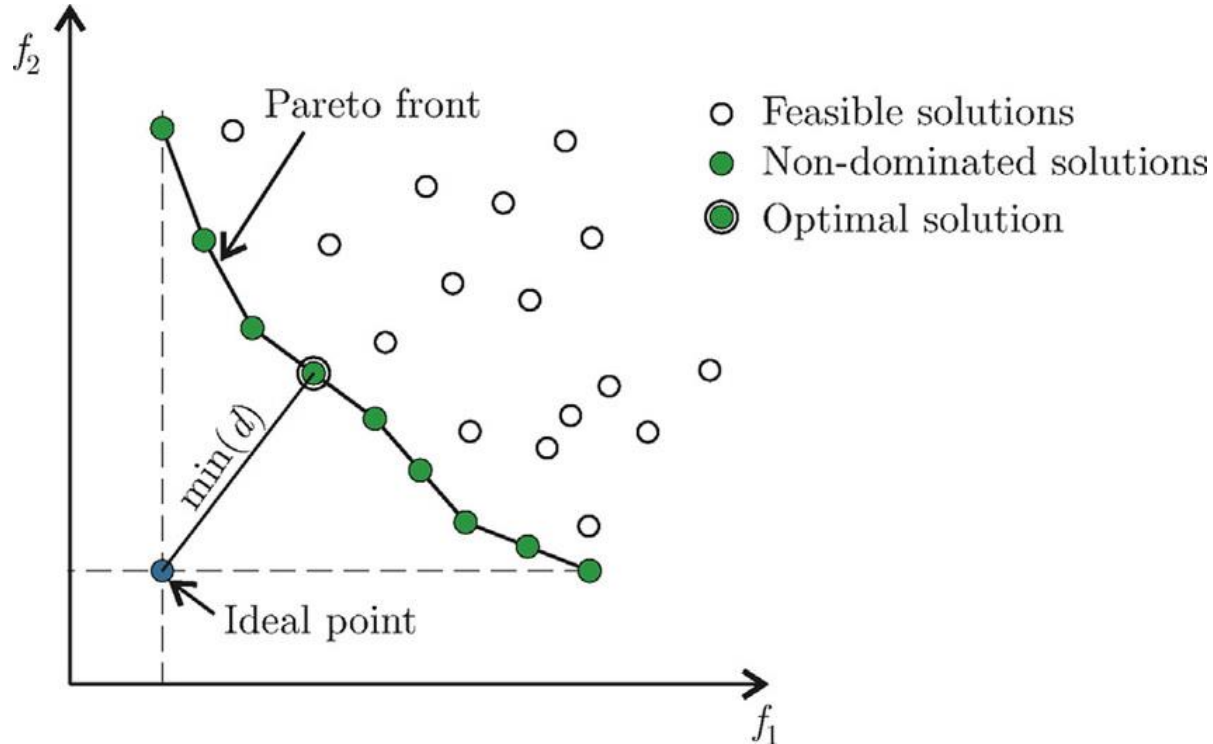 f2
Pareto front
Feasible solutions
Non-dominated solutions
Optimal solution
min(d)
Ideal point
f1